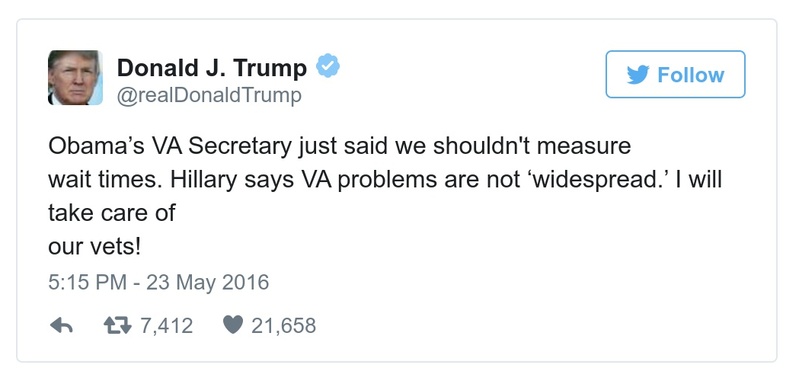 Donald J. Trump
@realDonaldTrump
Follow
Obama’s VA Secretary just said we shouldn't measure
wait times. Hillary says VA problems are not ‘widespread.’ I will
take care of
our vets!
5:15 PM - 23 May 2016
7,412 21,658